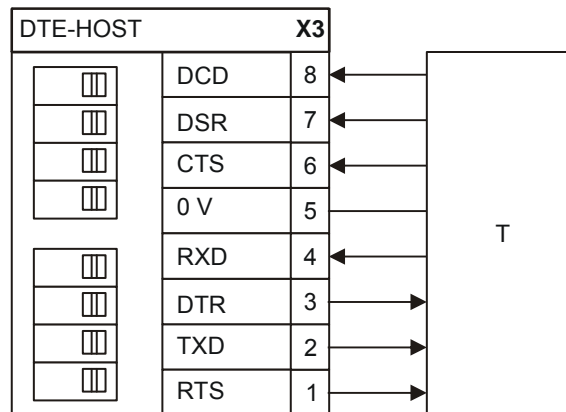 DTE-HOST X3
DCD 8
DSR 7
CTS 6
0 V 5
RXD 4
DTR 3
TXD 2
RTS 1
T